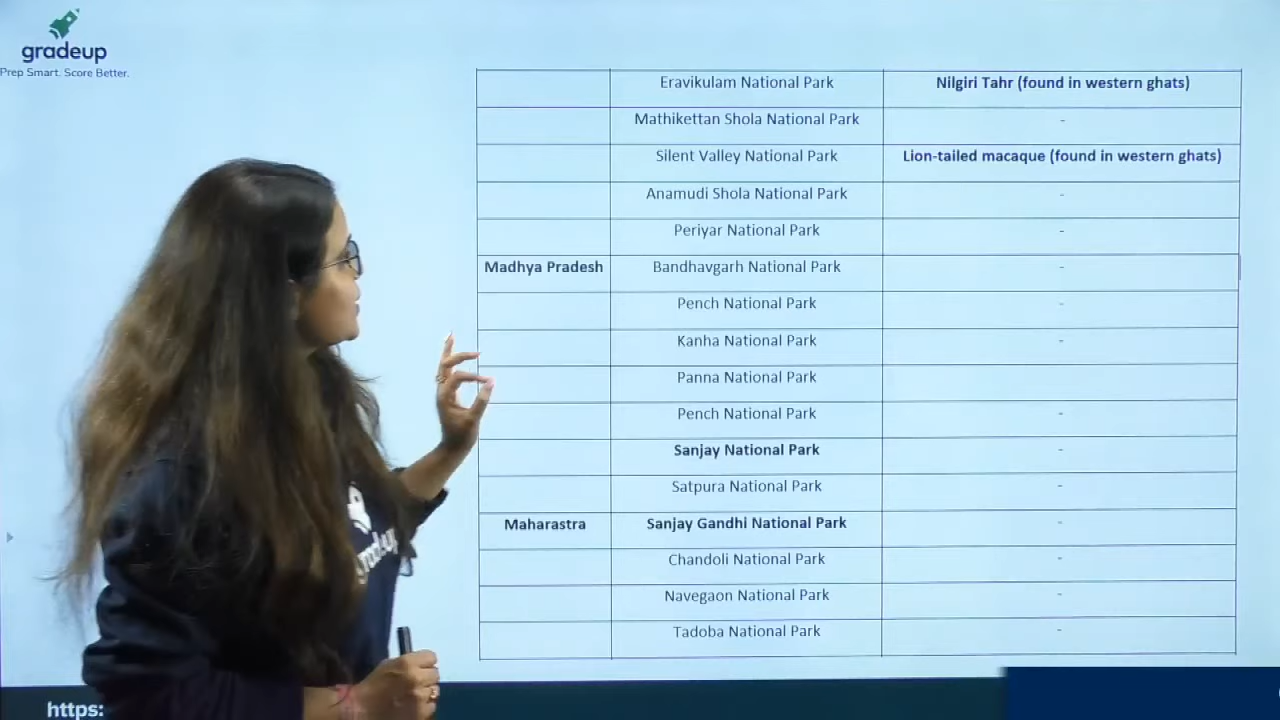 gradeup
Prep Smart. Score Better.
Eravikulam National Park Nilgiri Tahr (found in western ghats)
Mathikettan Shola National Park -
Silent Valley National Park Lion-tailed macaque (found in western ghats)
Anamudi Shola National Park -
Periyar National Park -
Madhya Pradesh Bandhavgarh National Park -
Pench National Park -
Kanha National Park -
Panna National Park
Pench National Park -
Sanjay National Park -
Satpura National Park -
Maharastra Sanjay Gandhi National Park -
Chandoli National Park -
Navegaon National Park -
Tadoba National Park -
gradeup
https: